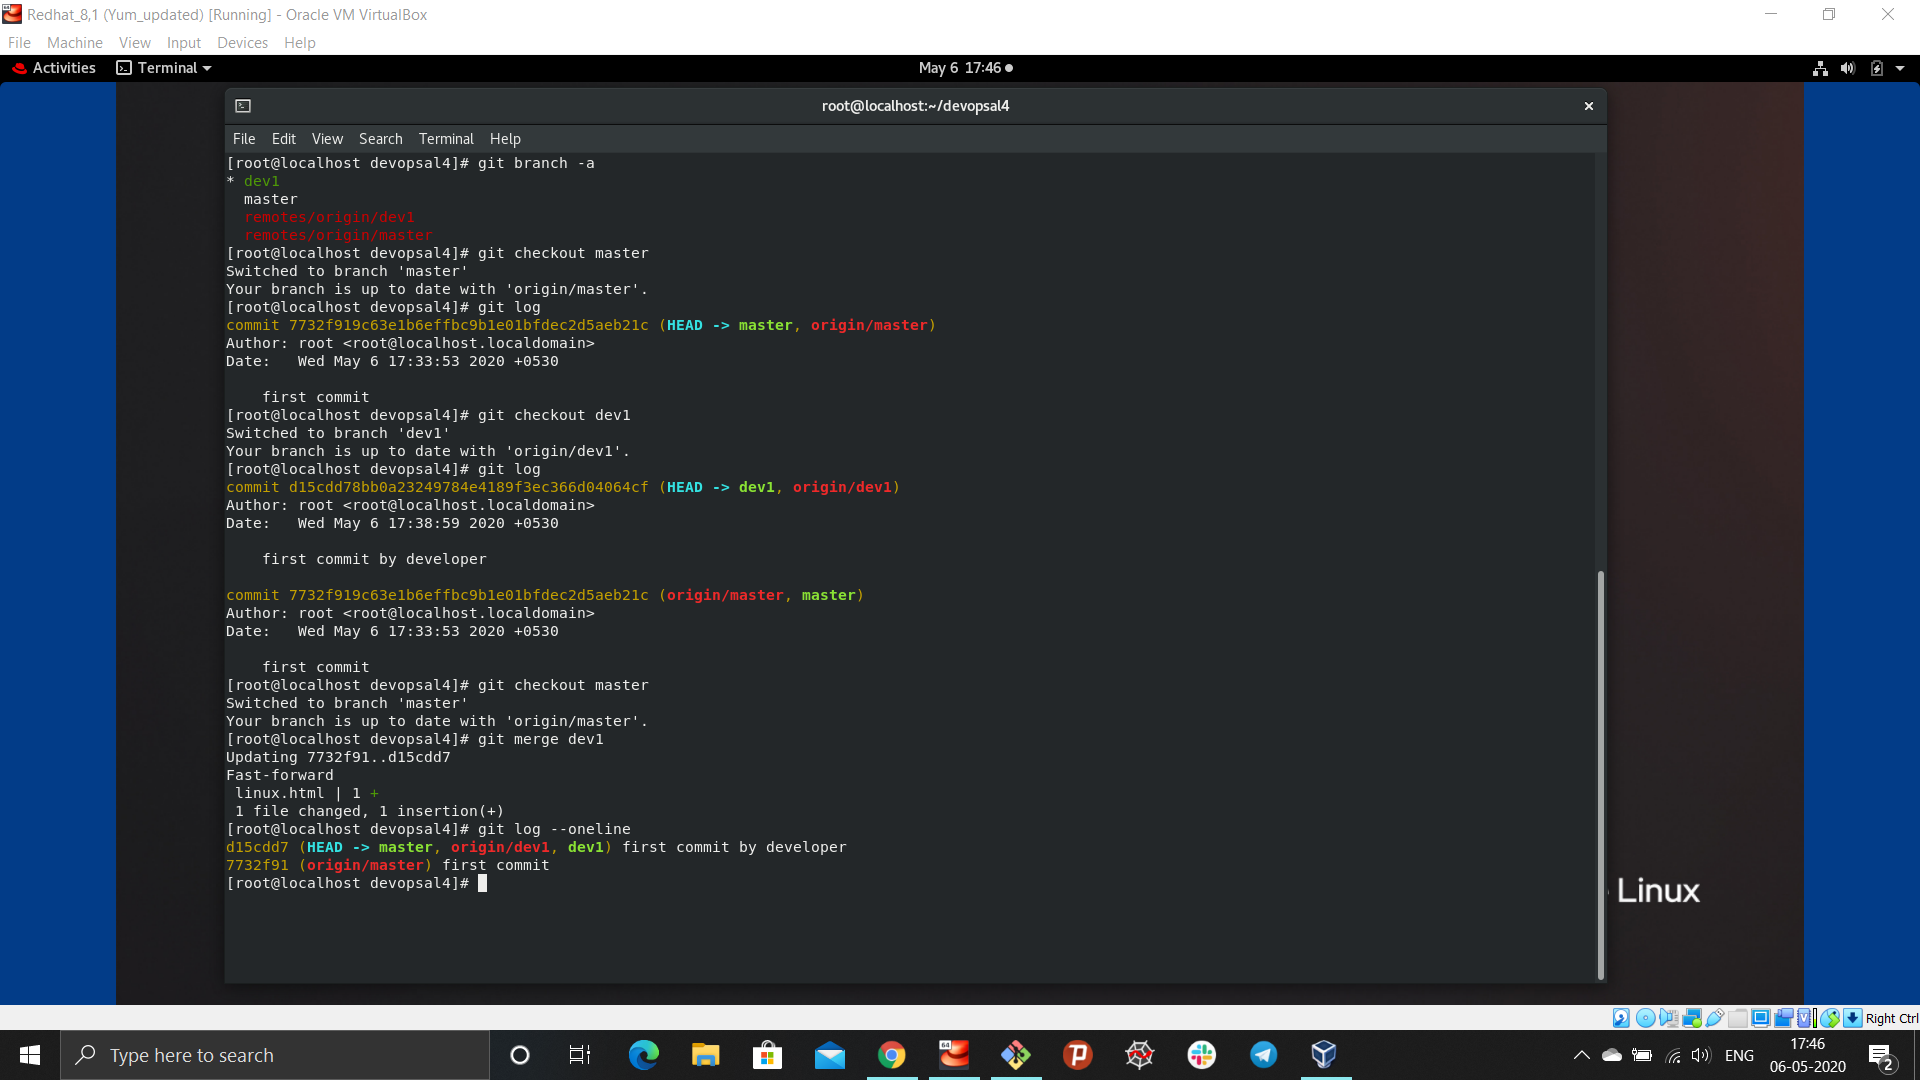 Redhat_8,1 (Yum_updated) [Running] - Oracle VM VirtualBox
File Machine View Input Devices Help
Activities Terminal May 6 17:46
root@localhost:~/devopsal4
File Edit View Search Terminal Help
[root@localhost devopsal4]# git branch -a
* dev1
master
remotes/origin/dev1
remotes/origin/master
[root@localhost devopsal4]# git checkout master
Switched to branch 'master'
Your branch is up to date with 'origin/master'.
[root@localhost devopsal4]# git log
commit 7732f919c63e1b6effbc9b1e01bfdec2d5aeb21c (HEAD -> master, origin/master)
Author: root <root@localhost.localdomain>
Date:   Wed May 6 17:33:53 2020 +0530
first commit
[root@localhost devopsal4]# git checkout dev1
Switched to branch 'dev1'
Your branch is up to date with 'origin/dev1'.
[root@localhost devopsal4]# git log
commit d15cdd78bb0a23249784e4189f3ec366d04064cf (HEAD -> dev1, origin/dev1)
Author: root <root@localhost.localdomain>
Date:   Wed May 6 17:38:59 2020 +0530
first commit by developer
commit 7732f919c63e1b6effbc9b1e01bfdec2d5aeb21c (origin/master, master)
Author: root <root@localhost.localdomain>
Date:   Wed May 6 17:33:53 2020 +0530
first commit
[root@localhost devopsal4]# git checkout master
Switched to branch 'master'
Your branch is up to date with 'origin/master'.
[root@localhost devopsal4]# git merge dev1
Updating 7732f91..d15cdd7
Fast-forward
linux.html | 1 +
1 file changed, 1 insertion(+)
[root@localhost devopsal4]# git log --oneline
d15cdd7 (HEAD -> master, origin/dev1, dev1) first commit by developer
7732f91 (origin/master) first commit
[root@localhost devopsal4]#
Linux
Right Ctrl
Type here to search
ENG
17:46
06-05-2020
2